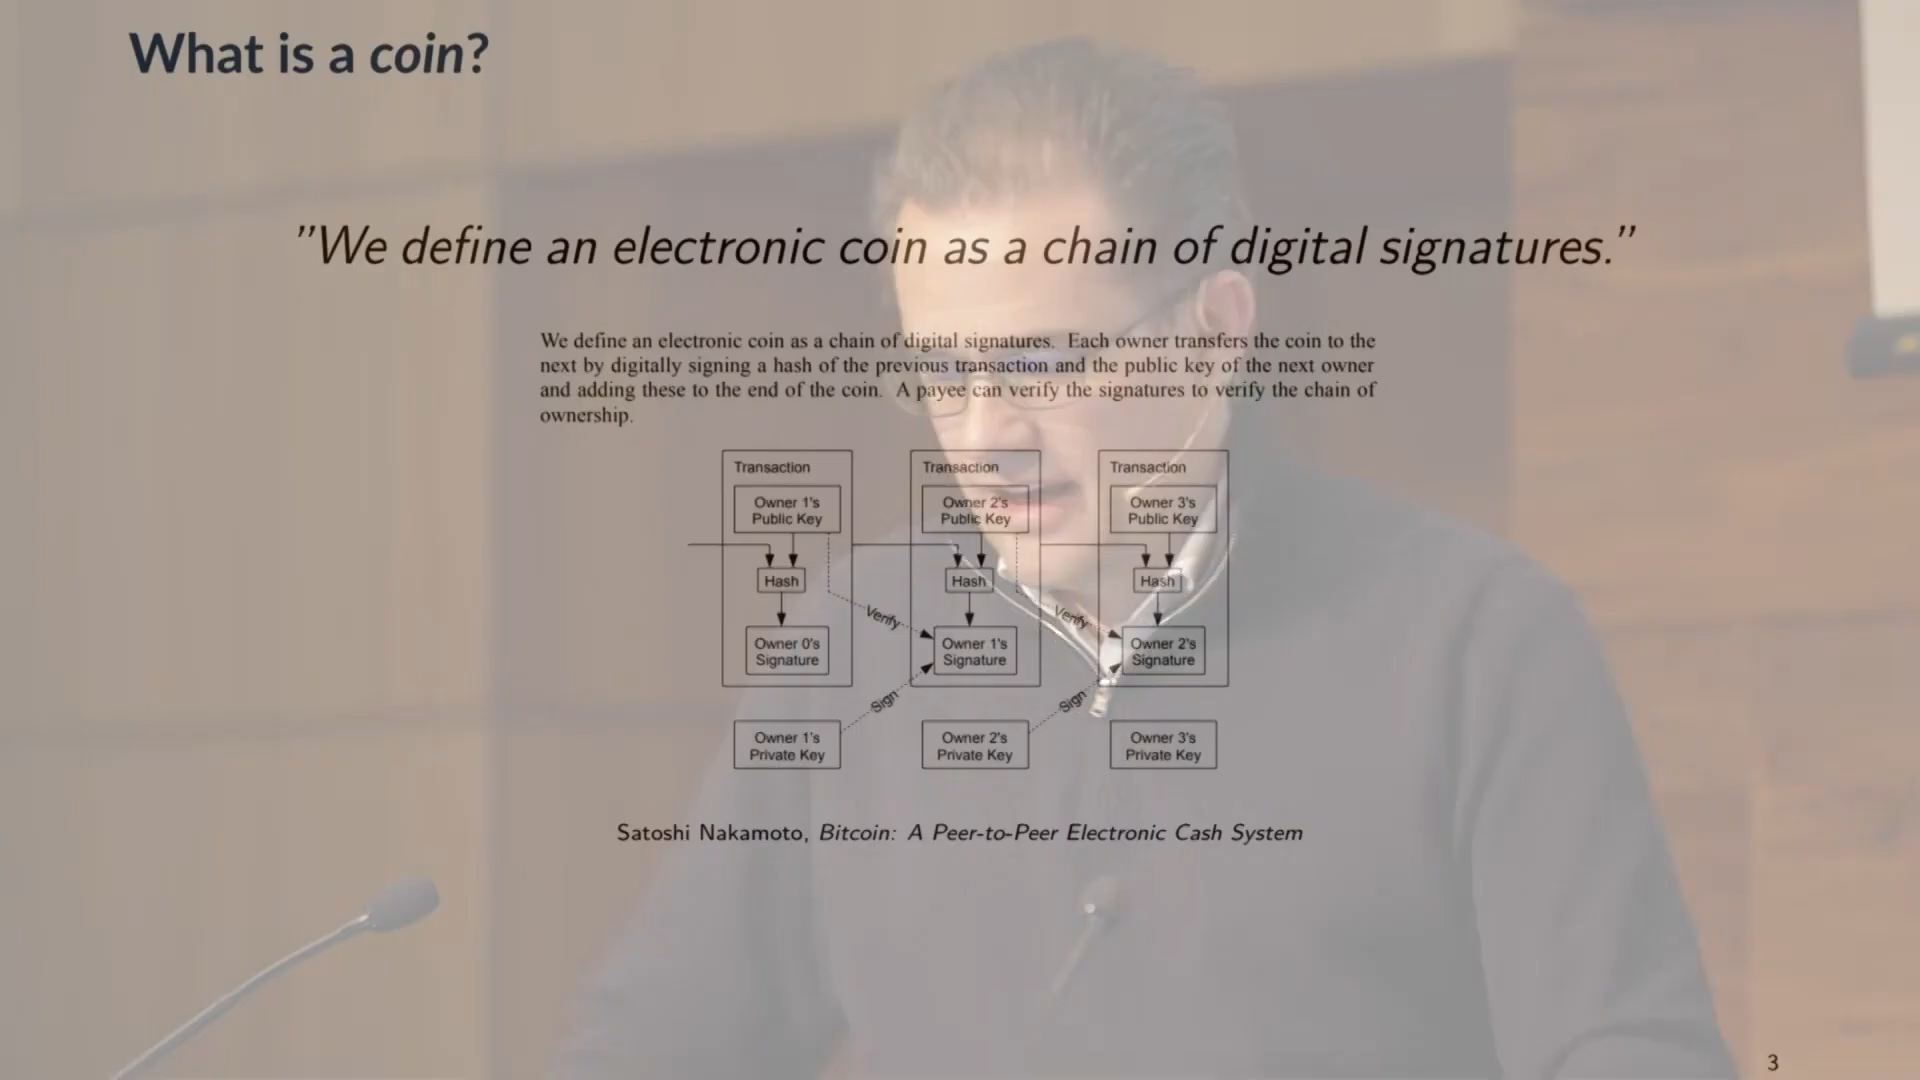 What is a coin?
"We define an electronic coin as a chain of digital signatures."
We define an electronic coin as a chain of digital signatures. Each owner transfers the coin to the
next by digitally signing a hash of the previous transaction and the public key of the next owner
and adding these to the end of the coin. A payee can verify the signatures to verify the chain of
ownership.
Transaction
Owner 1's
Public Key
Hash
Owner 0's
Signature
Transaction
Owner 2's
Public Key
Hash
Owner 1's
Signature
Transaction
Owner 3's
Public Key
Hash
Owner 2's
Signature
Verify
Verify
Sign
Sign
Owner 1's
Private Key
Owner 2's
Private Key
Owner 3's
Private Key
Satoshi Nakamoto, Bitcoin: A Peer-to-Peer Electronic Cash System
3